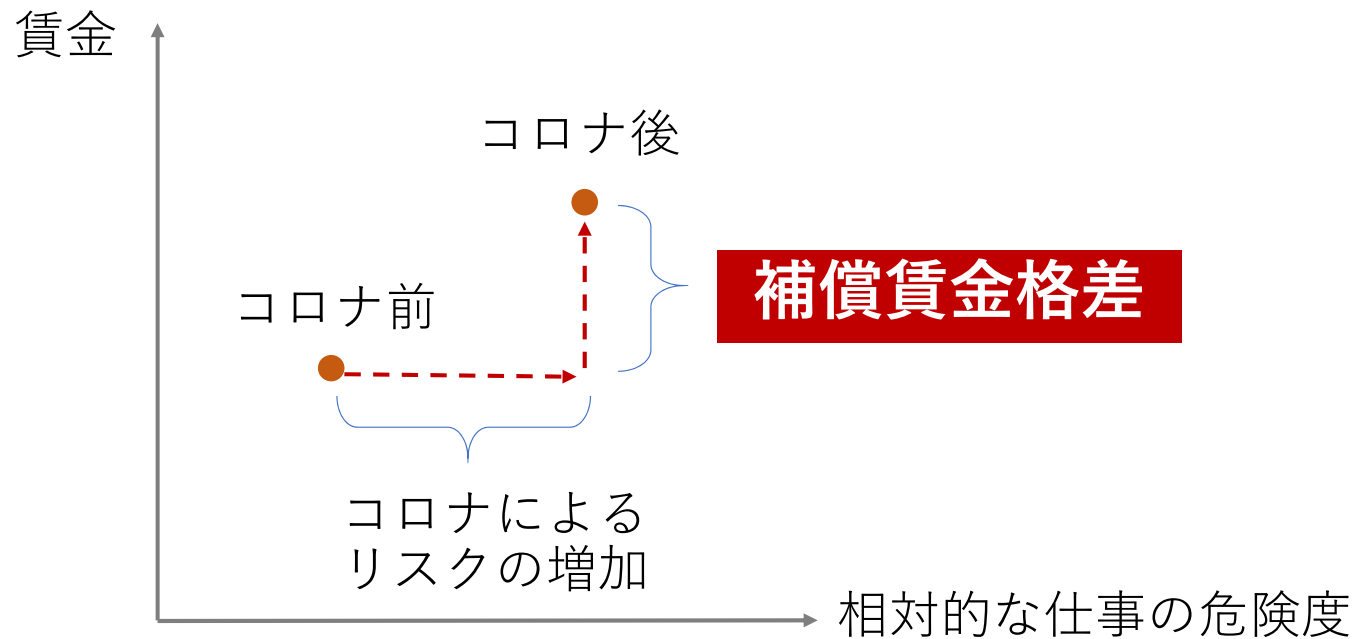 賃金
コロナ後
補償賃金格差
コロナ前
コロナによる
リスクの増加
相対的な仕事の危険度